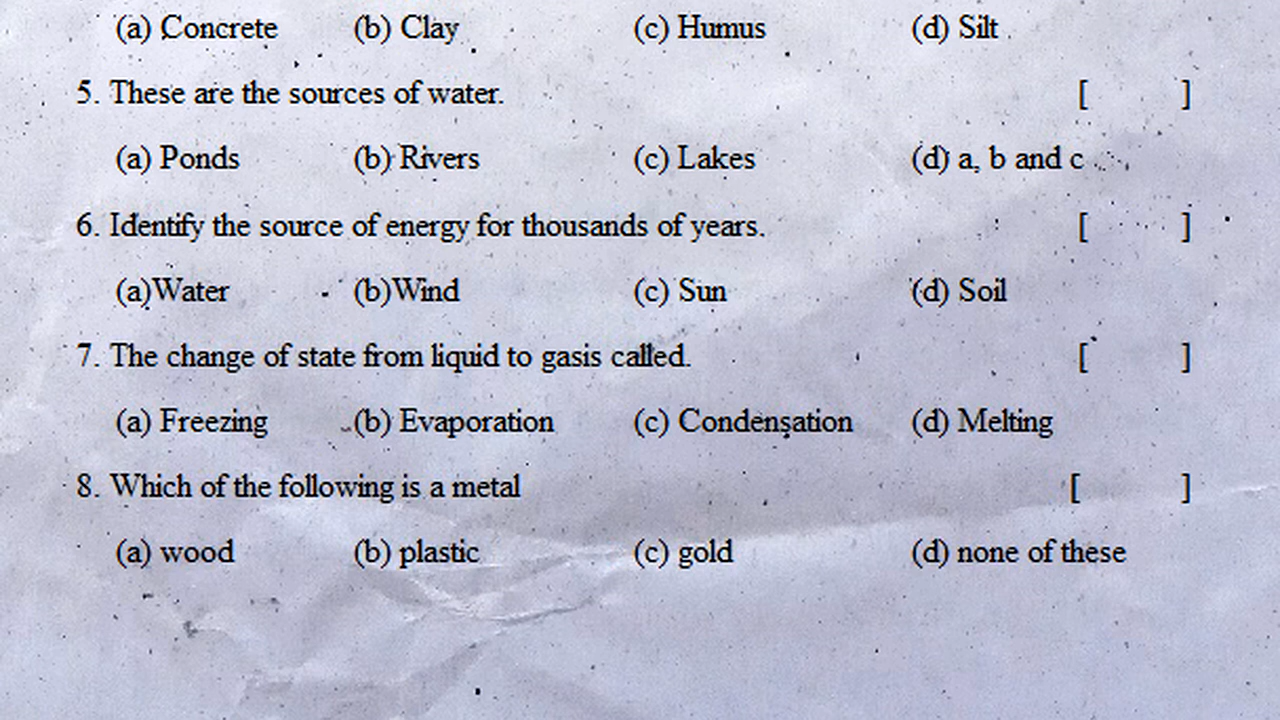 (a) Concrete (b) Clay (c) Humus (d) Silt
5. These are the sources of water. [ ]
(a) Ponds (b) Rivers (c) Lakes (d) a, b and c
6. Identify the source of energy for thousands of years. [ ]
(a)Water (b)Wind (c) Sun (d) Soil
7. The change of state from liquid to gasis called. [ ]
(a) Freezing (b) Evaporation (c) Condensation (d) Melting
8. Which of the following is a metal [ ]
(a) wood (b) plastic (c) gold (d) none of these